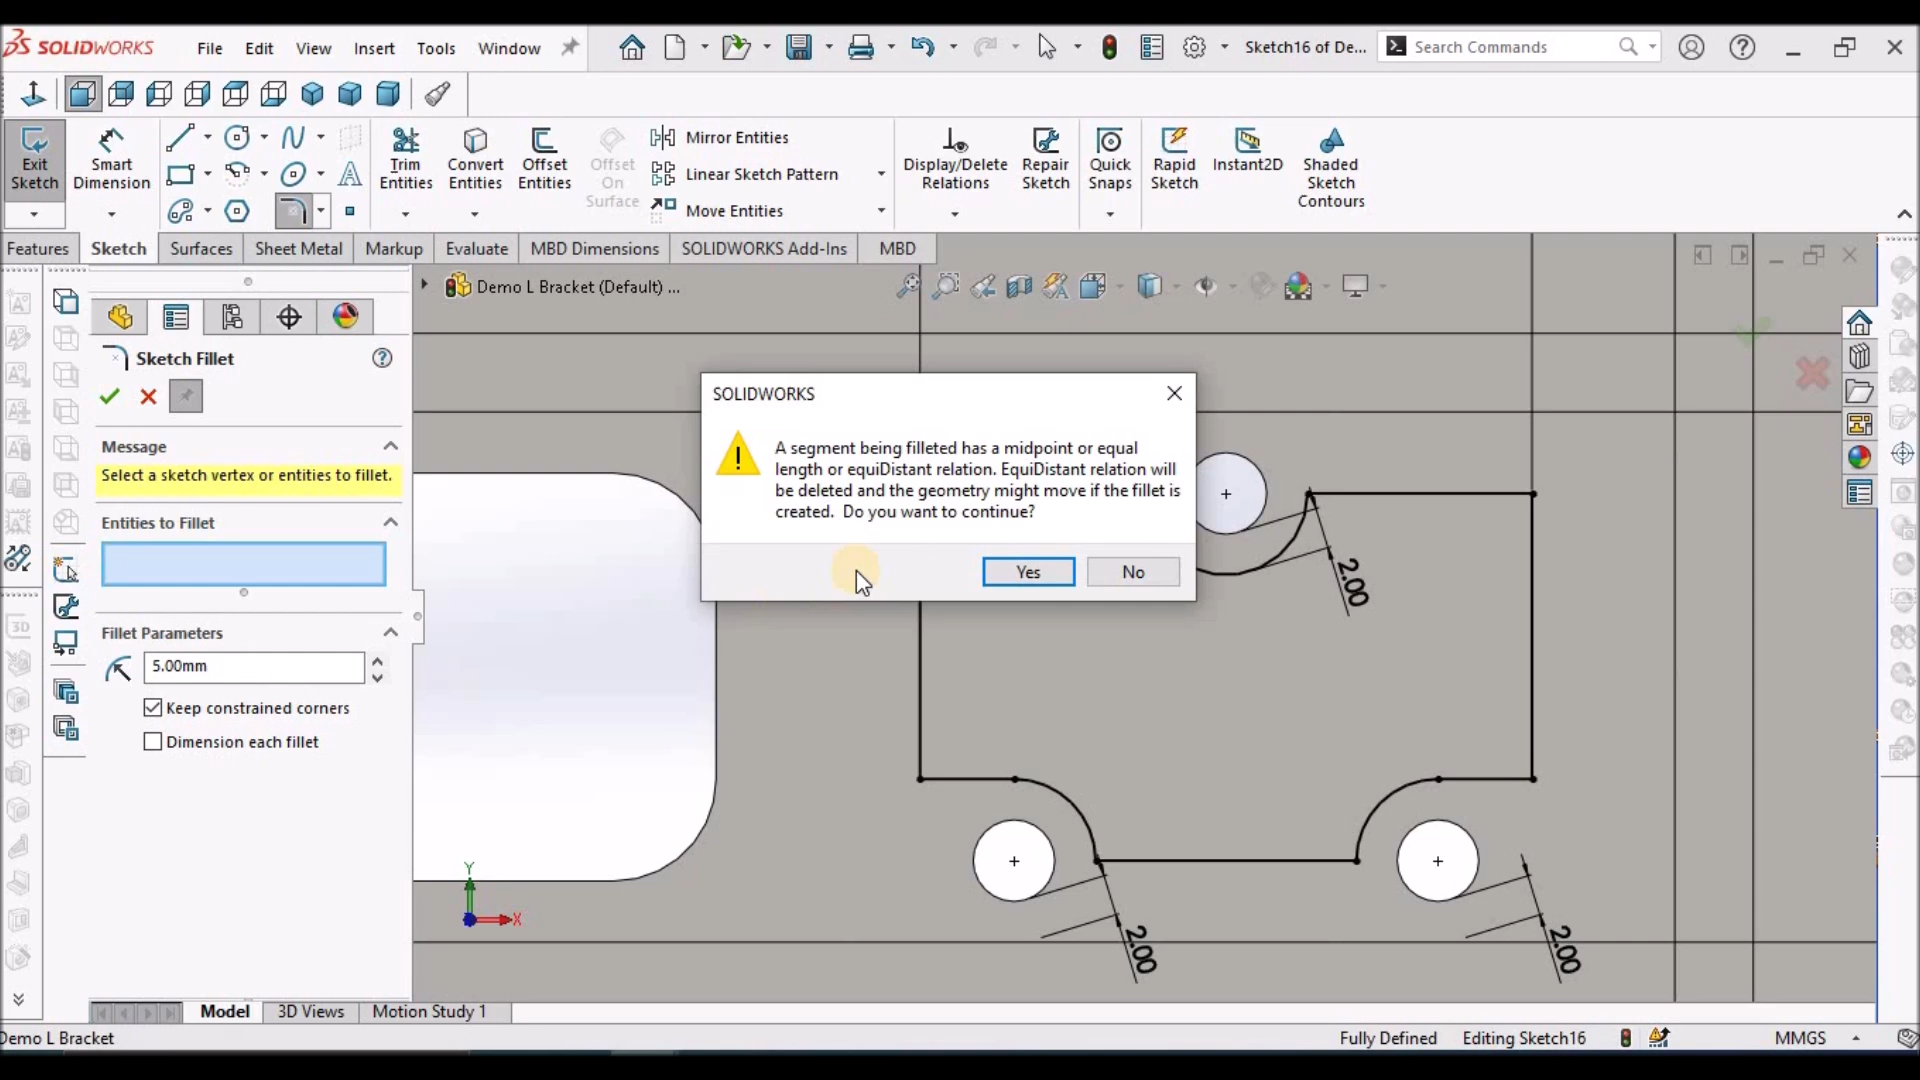 SOLIDWORKS
File Edit View Insert Tools Window
Sketch16 of De...
Search Commands
Exit Sketch
Smart Dimension
Trim Entities
Convert Entities
Offset Entities
Offset On Surface
Mirror Entities
Linear Sketch Pattern
Move Entities
Display/Delete Relations
Repair Sketch
Quick Snaps
Rapid Sketch
Instant2D
Shaded Sketch Contours
Features Sketch Surfaces Sheet Metal Markup Evaluate MBD Dimensions SOLIDWORKS Add-Ins MBD
Demo L Bracket (Default) ...
Sketch Fillet
Message
Select a sketch vertex or entities to fillet.
Entities to Fillet
Fillet Parameters
5.00mm
Keep constrained corners
Dimension each fillet
SOLIDWORKS
A segment being filleted has a midpoint or equal
length or equiDistant relation. EquiDistant relation will
be deleted and the geometry might move if the fillet is
created. Do you want to continue?
Yes No
2.00
2.00
2.00
Y
X
3D
Model 3D Views Motion Study 1
Demo L Bracket
Fully Defined Editing Sketch16 MMGS